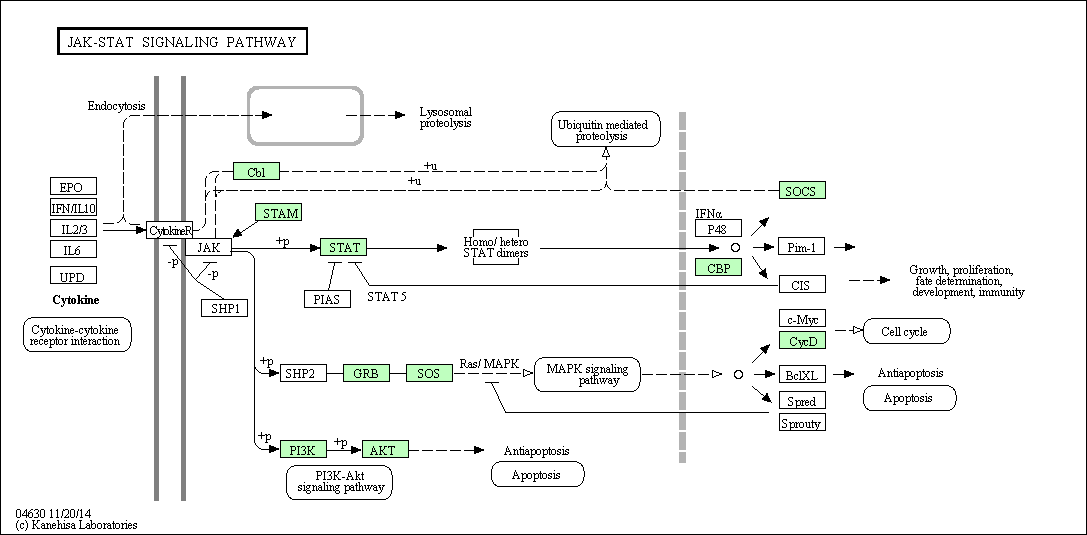 JAK-STAT SIGNALING PATHWAY
Endocytosis
Lysosomal
proteolysis
Ubiquitin mediated
proteolysis
Cbl
+u
+u
SOCS
EPO
IFN/IL10
IL2/3
IL6
UPD
Cytokine
Cytokine-cytokine
receptor interaction
CytokineR
JAK
STAM
-p
-p
SHP1
+p
STAT
PIAS
STAT 5
Homo/ hetero
STAT dimers
IFNα
P48
CBP
Pim-1
CIS
Growth, proliferation,
fate determination,
development, immunity
c-Myc
CycD
Cell cycle
+p
SHP2
GRB
SOS
Ras/ MAPK
MAPK signaling
pathway
BclXL
Antiapoptosis
Apoptosis
Spred
Sprouty
+p
PI3K
+p
AKT
Antiapoptosis
Apoptosis
PI3K-Akt
signaling pathway
04630 11/20/14
(c) Kanehisa Laboratories